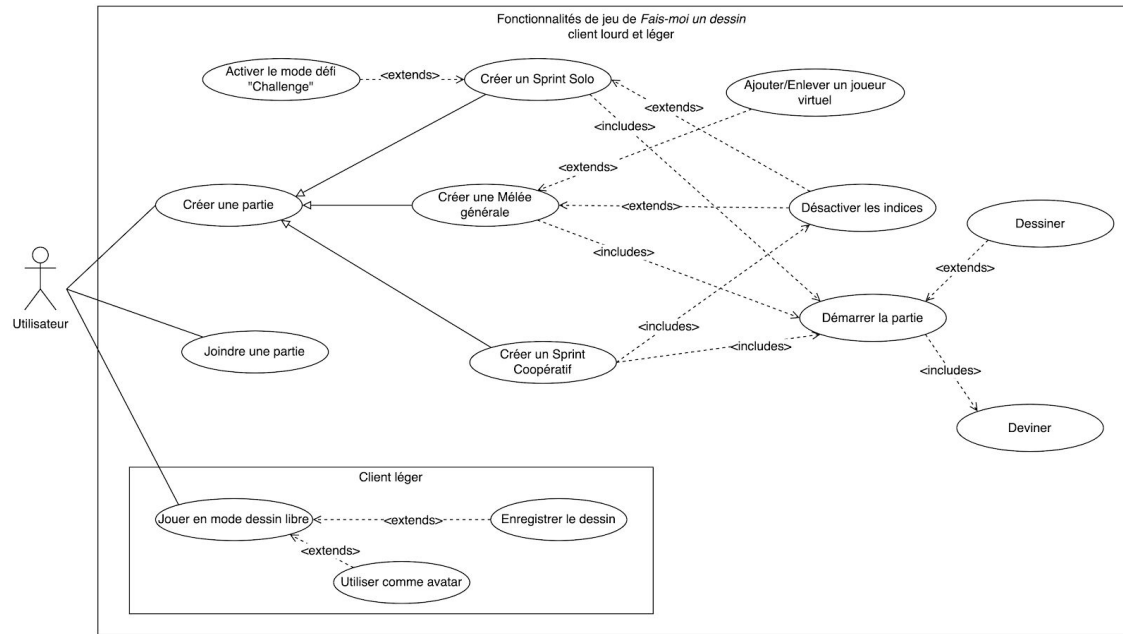 Fonctionnalités de jeu de Fais-moi un dessin
client lourd et léger
Activer le mode défi
"Challenge"
<extends>
Créer un Sprint Solo
Ajouter/Enlever un joueur
virtuel
<extends>
<includes>
<extends>
Créer une partie
Créer une Mêlée
générale
<extends>
Désactiver les indices
Dessiner
<includes>
<extends>
Utilisateur
Démarrer la partie
<includes>
Joindre une partie
Créer un Sprint
Coopératif
<includes>
<includes>
Deviner
Client léger
Jouer en mode dessin libre
<extends>
Enregistrer le dessin
<extends>
Utiliser comme avatar